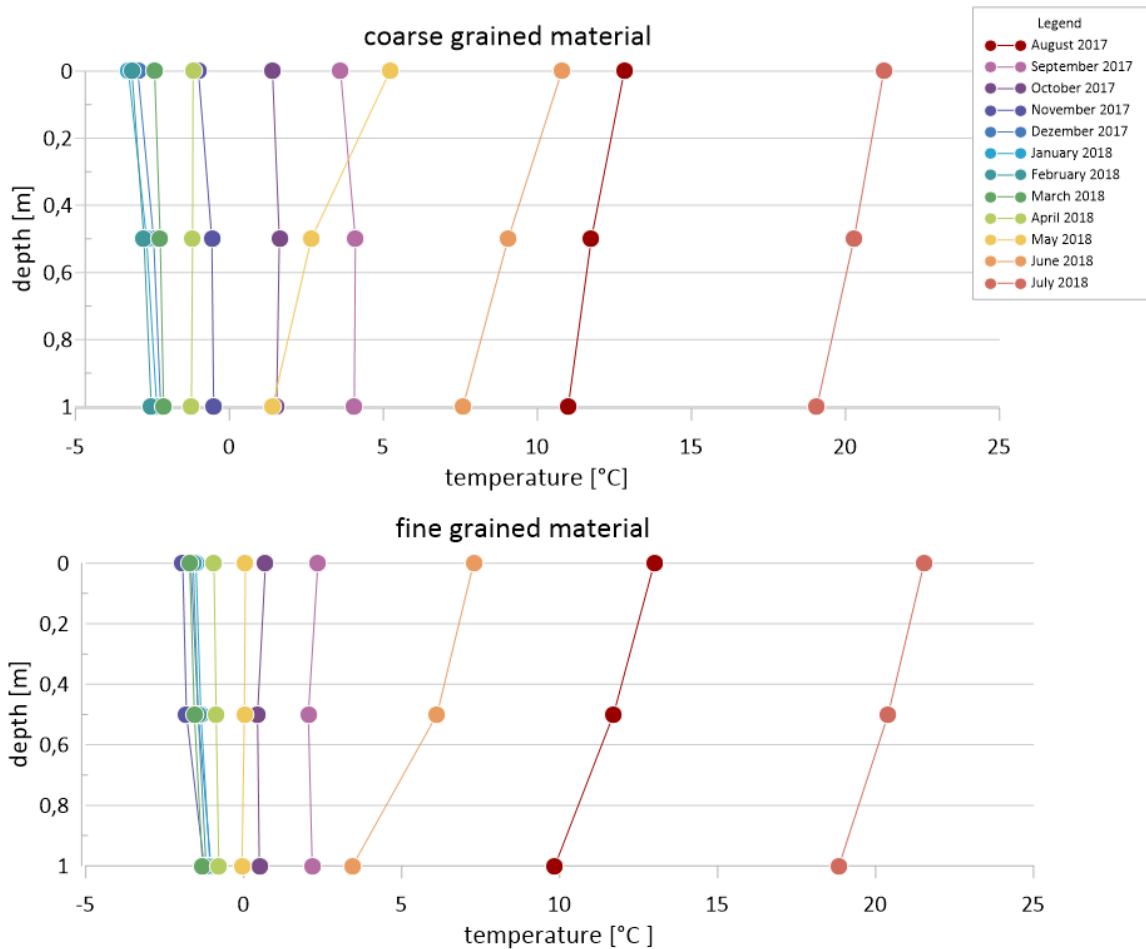 coarse grained material
Legend
August 2017
September 2017
October 2017
November 2017
Dezember 2017
January 2018
February 2018
March 2018
April 2018
May 2018
June 2018
July 2018
depth [m]
0
0,2
0,4
0,6
0,8
1
-5 0 5 10 15 20 25
temperature [°C]
fine grained material
depth [m]
0
0,2
0,4
0,6
0,8
1
-5 0 5 10 15 20 25
temperature [°C ]